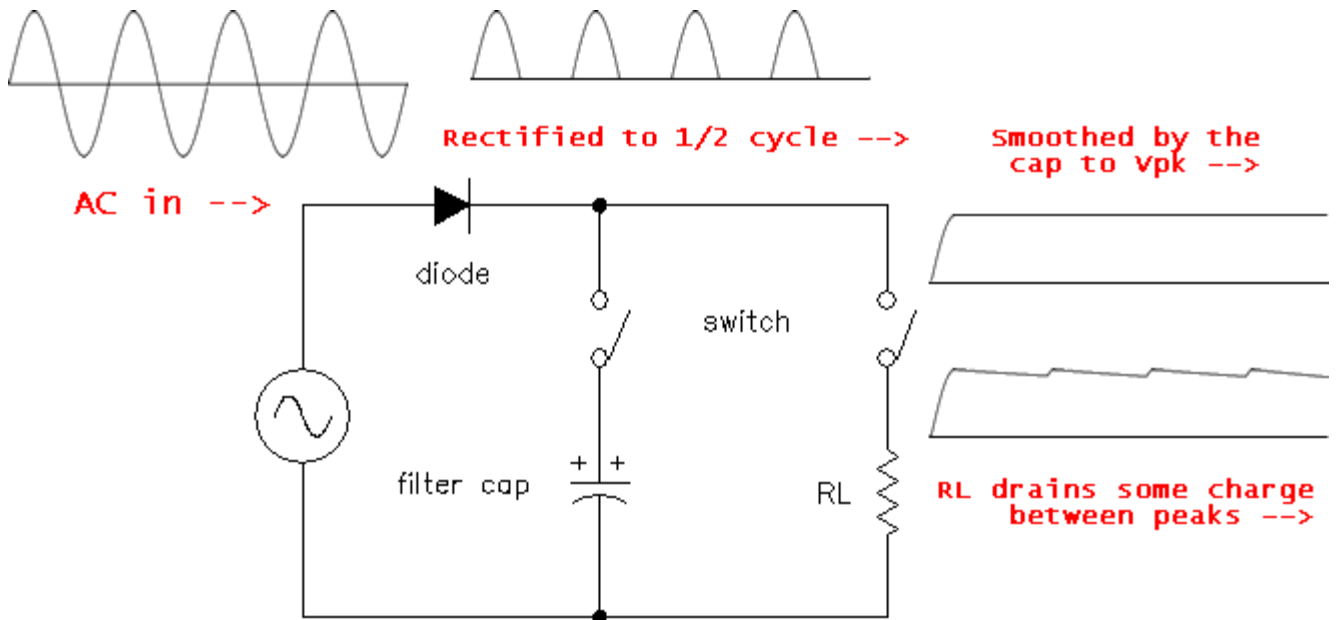 Rectified to 1/2 cycle -->
Smoothed by the
cap to Vpk -->
AC in -->
diode
switch
+ +
filter cap
RL
RL drains some charge
between peaks -->